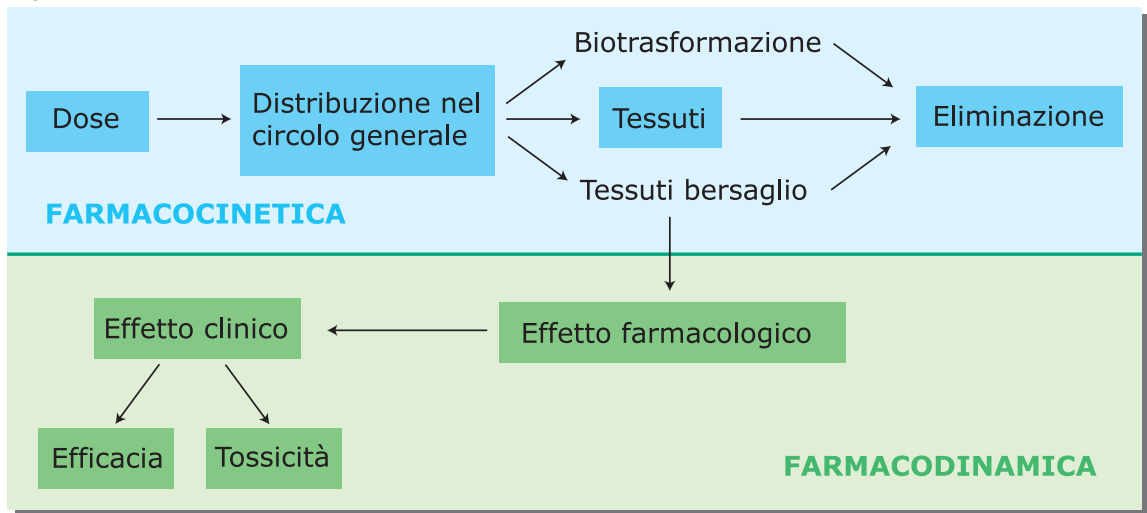 Biotrasformazione
Dose
Distribuzione nel
circolo generale
Tessuti
Eliminazione
Tessuti bersaglio
FARMACOCINETICA
Effetto clinico
Effetto farmacologico
Efficacia
Tossicità
FARMACODINAMICA